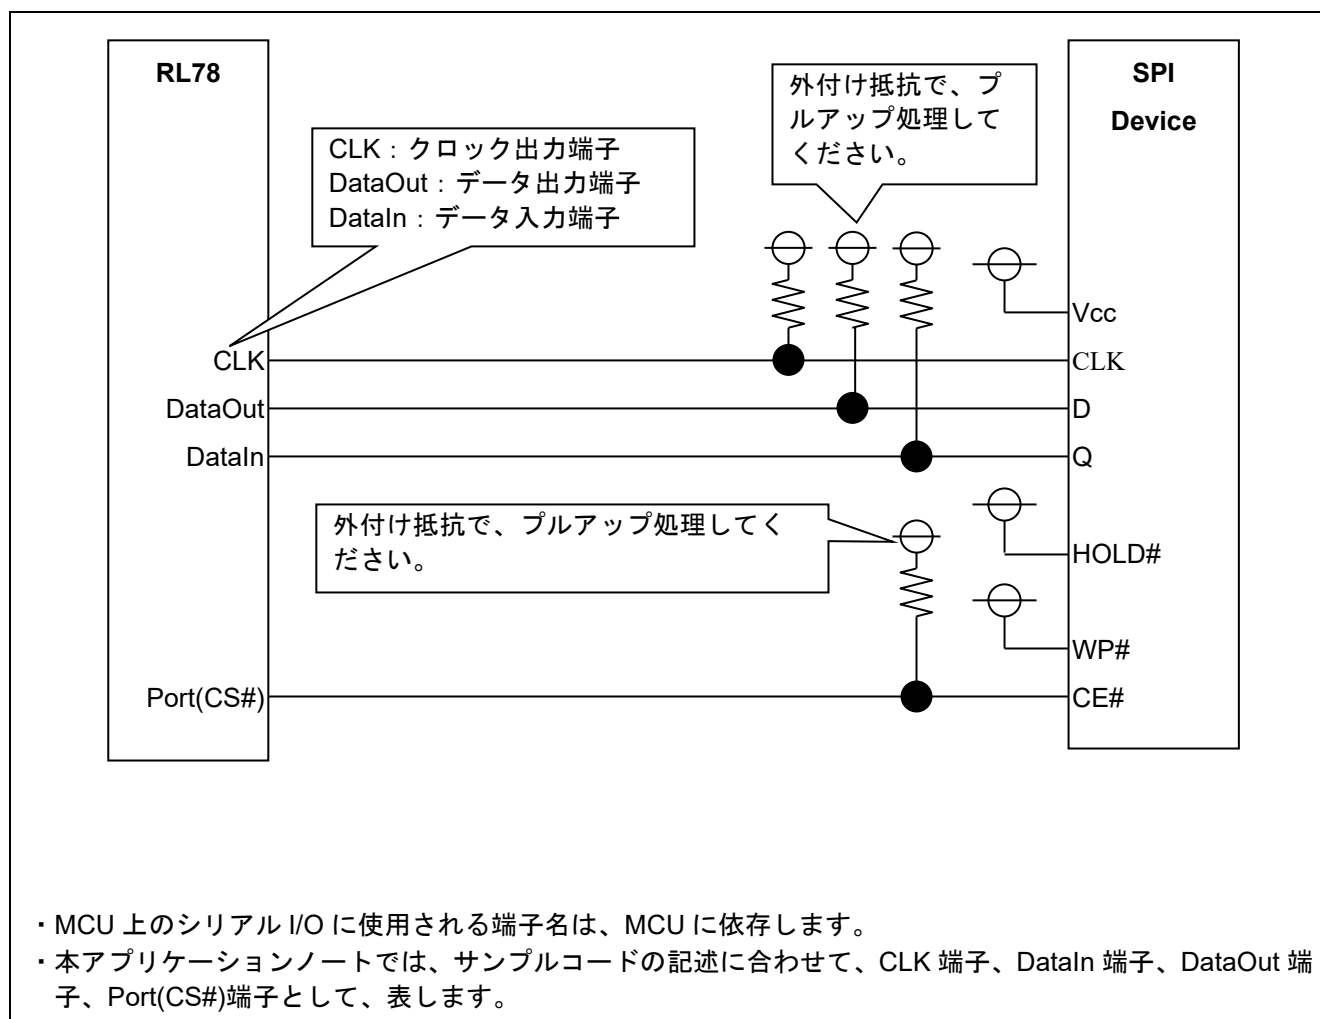 RL78
SPI
Device
外付け抵抗で、プ
ルアップ処理して
ください。
CLK：クロック出力端子
DataOut：データ出力端子
DataIn：データ入力端子
Vcc
CLK
CLK
DataOut
D
DataIn
Q
外付け抵抗で、プルアップ処理してく
ださい。
HOLD#
WP#
Port(CS#)
CE#
・MCU 上のシリアル I/O に使用される端子名は、MCU に依存します。
・本アプリケーションノートでは、サンプルコードの記述に合わせて、CLK 端子、DataIn 端子、DataOut 端
子、Port(CS#)端子として、表します。